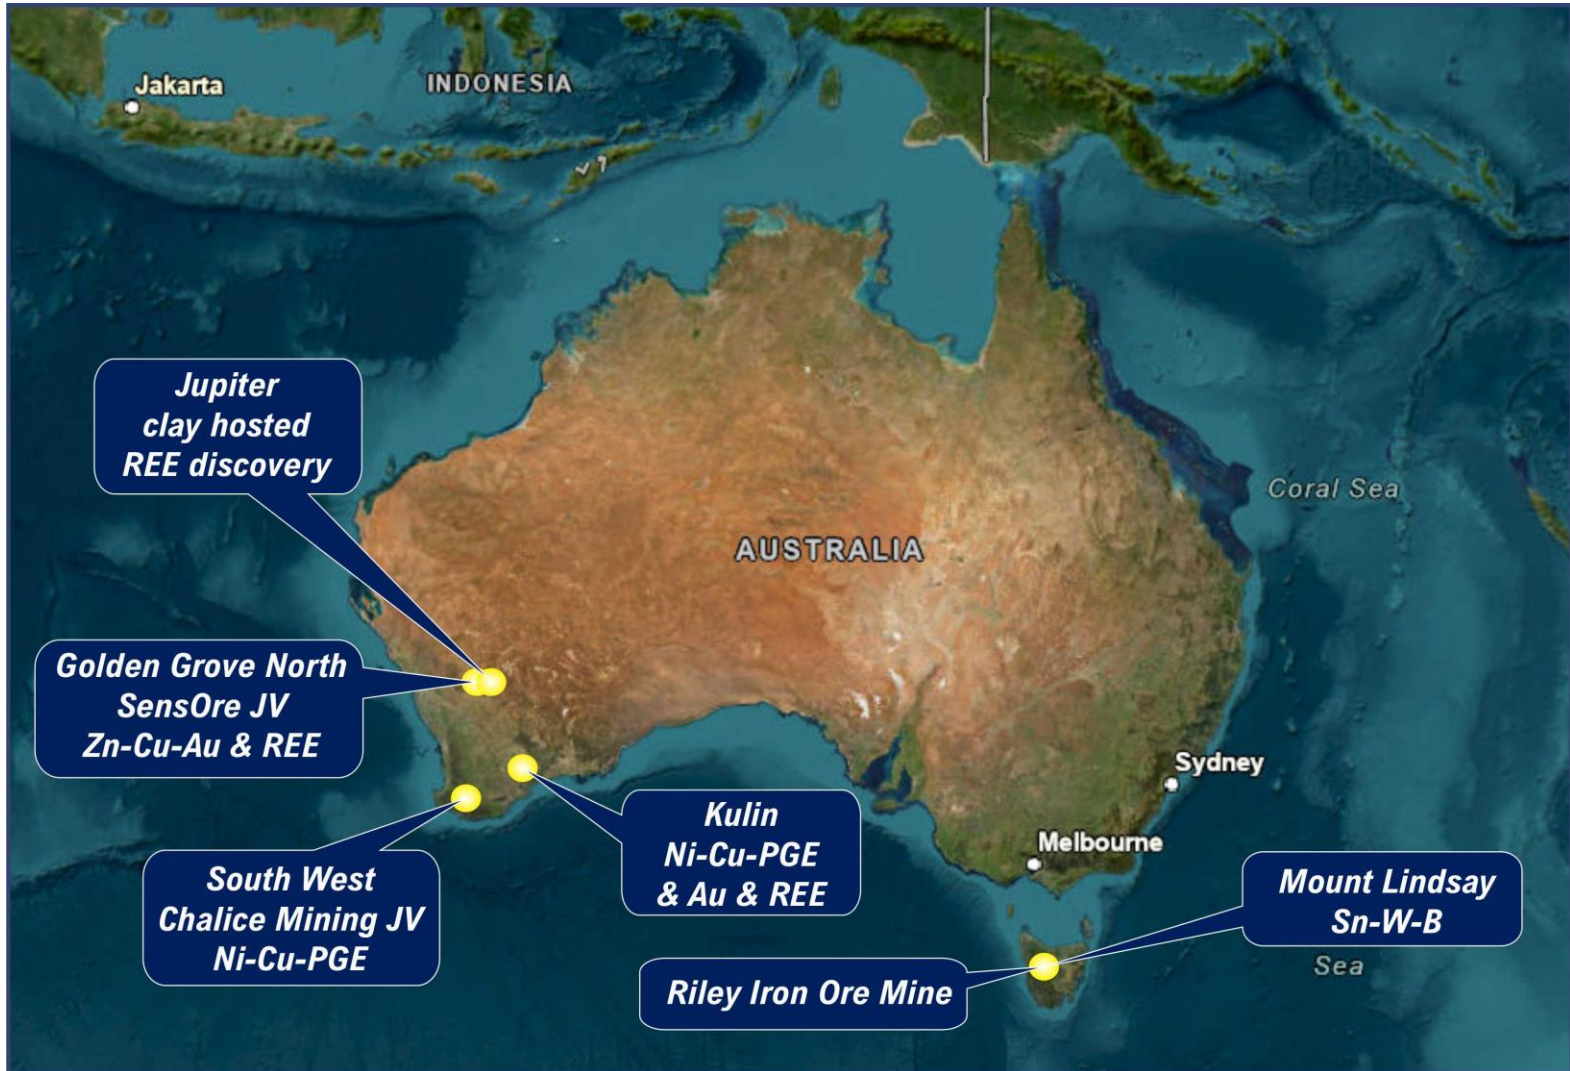 Jakarta
INDONESIA
Jupiter
clay hosted
REE discovery
Coral Sea
AUSTRALIA
Golden Grove North
SensOre JV
Zn-Cu-Au & REE
Sydney
Kulin
Ni-Cu-PGE
& Au & REE
Melbourne
South West
Chalice Mining JV
Ni-Cu-PGE
Mount Lindsay
Sn-W-B
Sea
Riley Iron Ore Mine